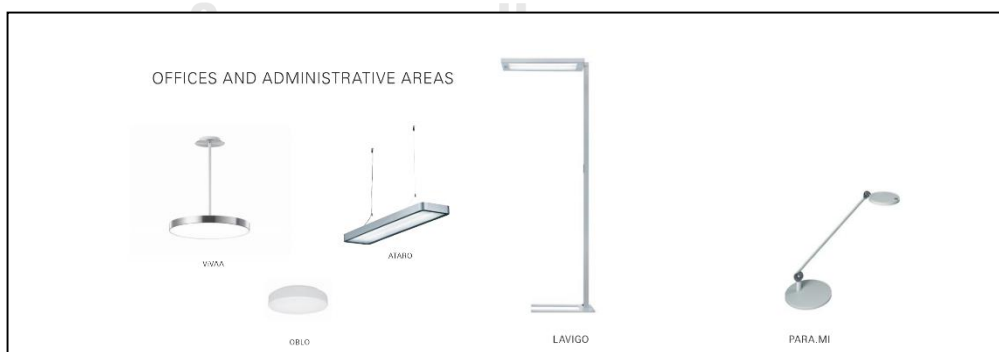 OFFICES AND ADMINISTRATIVE AREAS
VIVAA
ATARO
OBLO
LAVIGO
PARA.MI